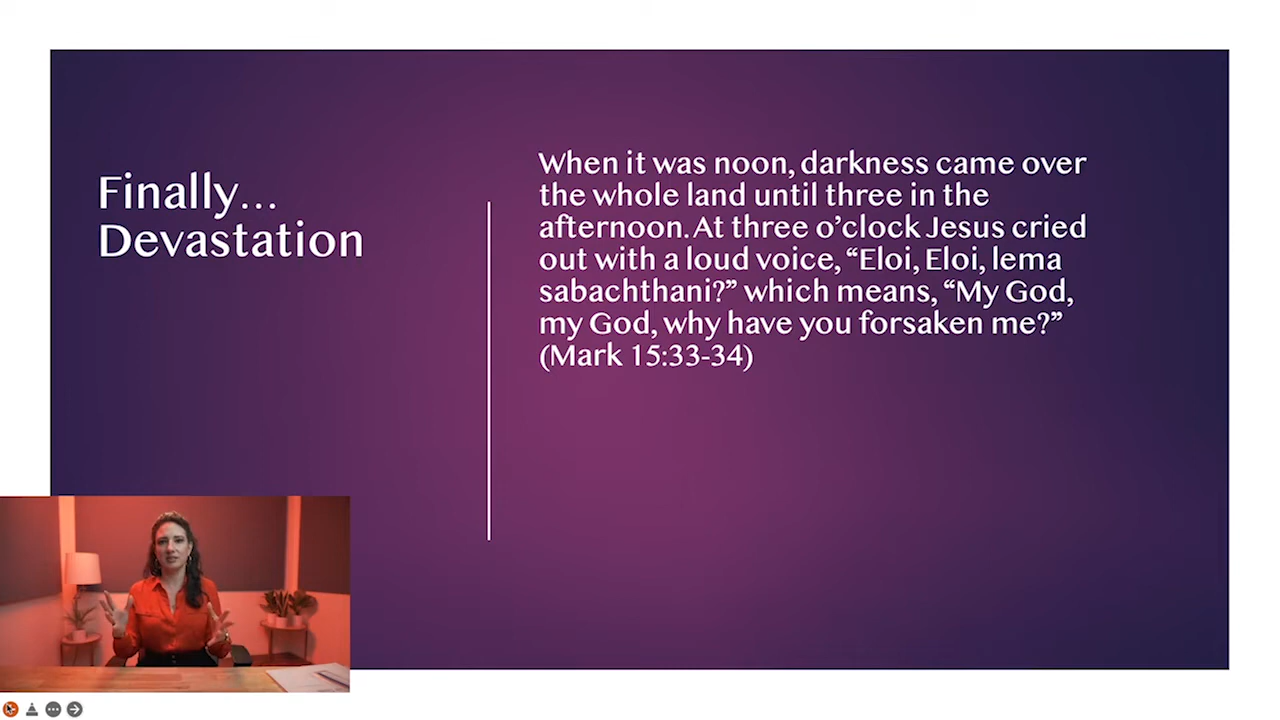 Finally...
Devastation
When it was noon, darkness came over
the whole land until three in the
afternoon. At three o’clock Jesus cried
out with a loud voice, “Eloi, Eloi, lema
sabachthani?” which means, “My God,
my God, why have you forsaken me?”
(Mark 15:33-34)